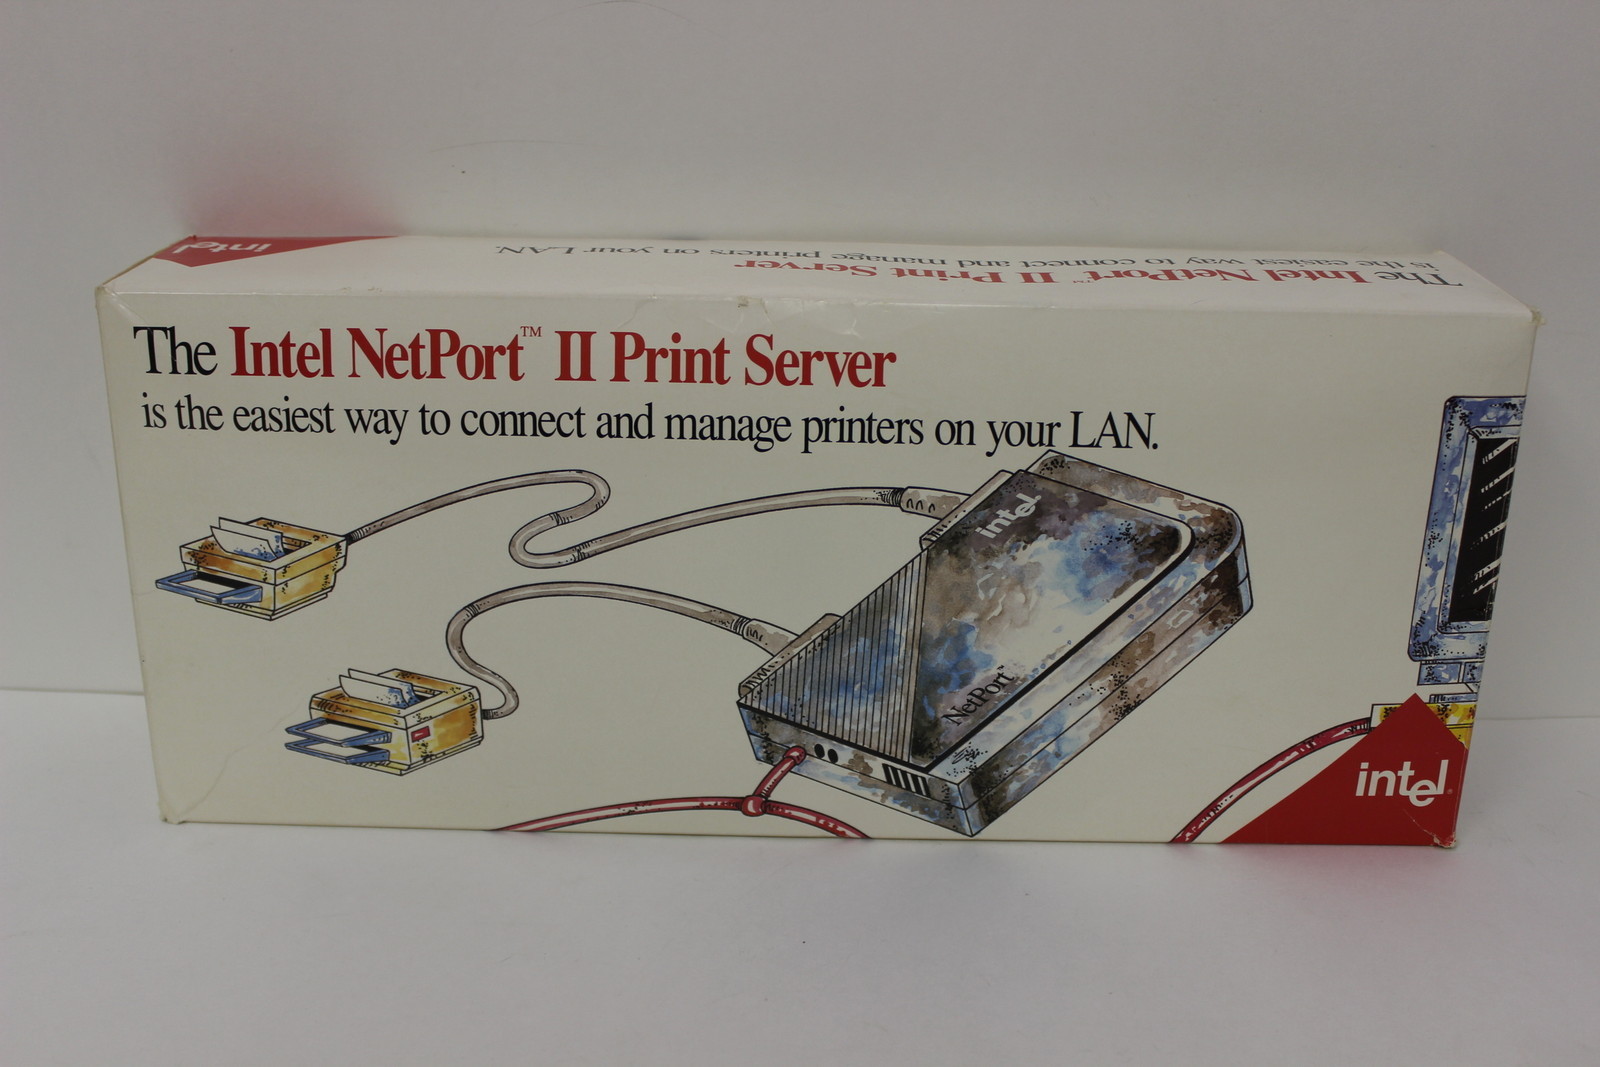 intel
The Intel NetPort™ II Print Server
is the easiest way to connect and manage printers on your LAN.
The Intel NetPort™ II Print Server
is the easiest way to connect and manage printers on your LAN.
intel
NetPort™
intel®